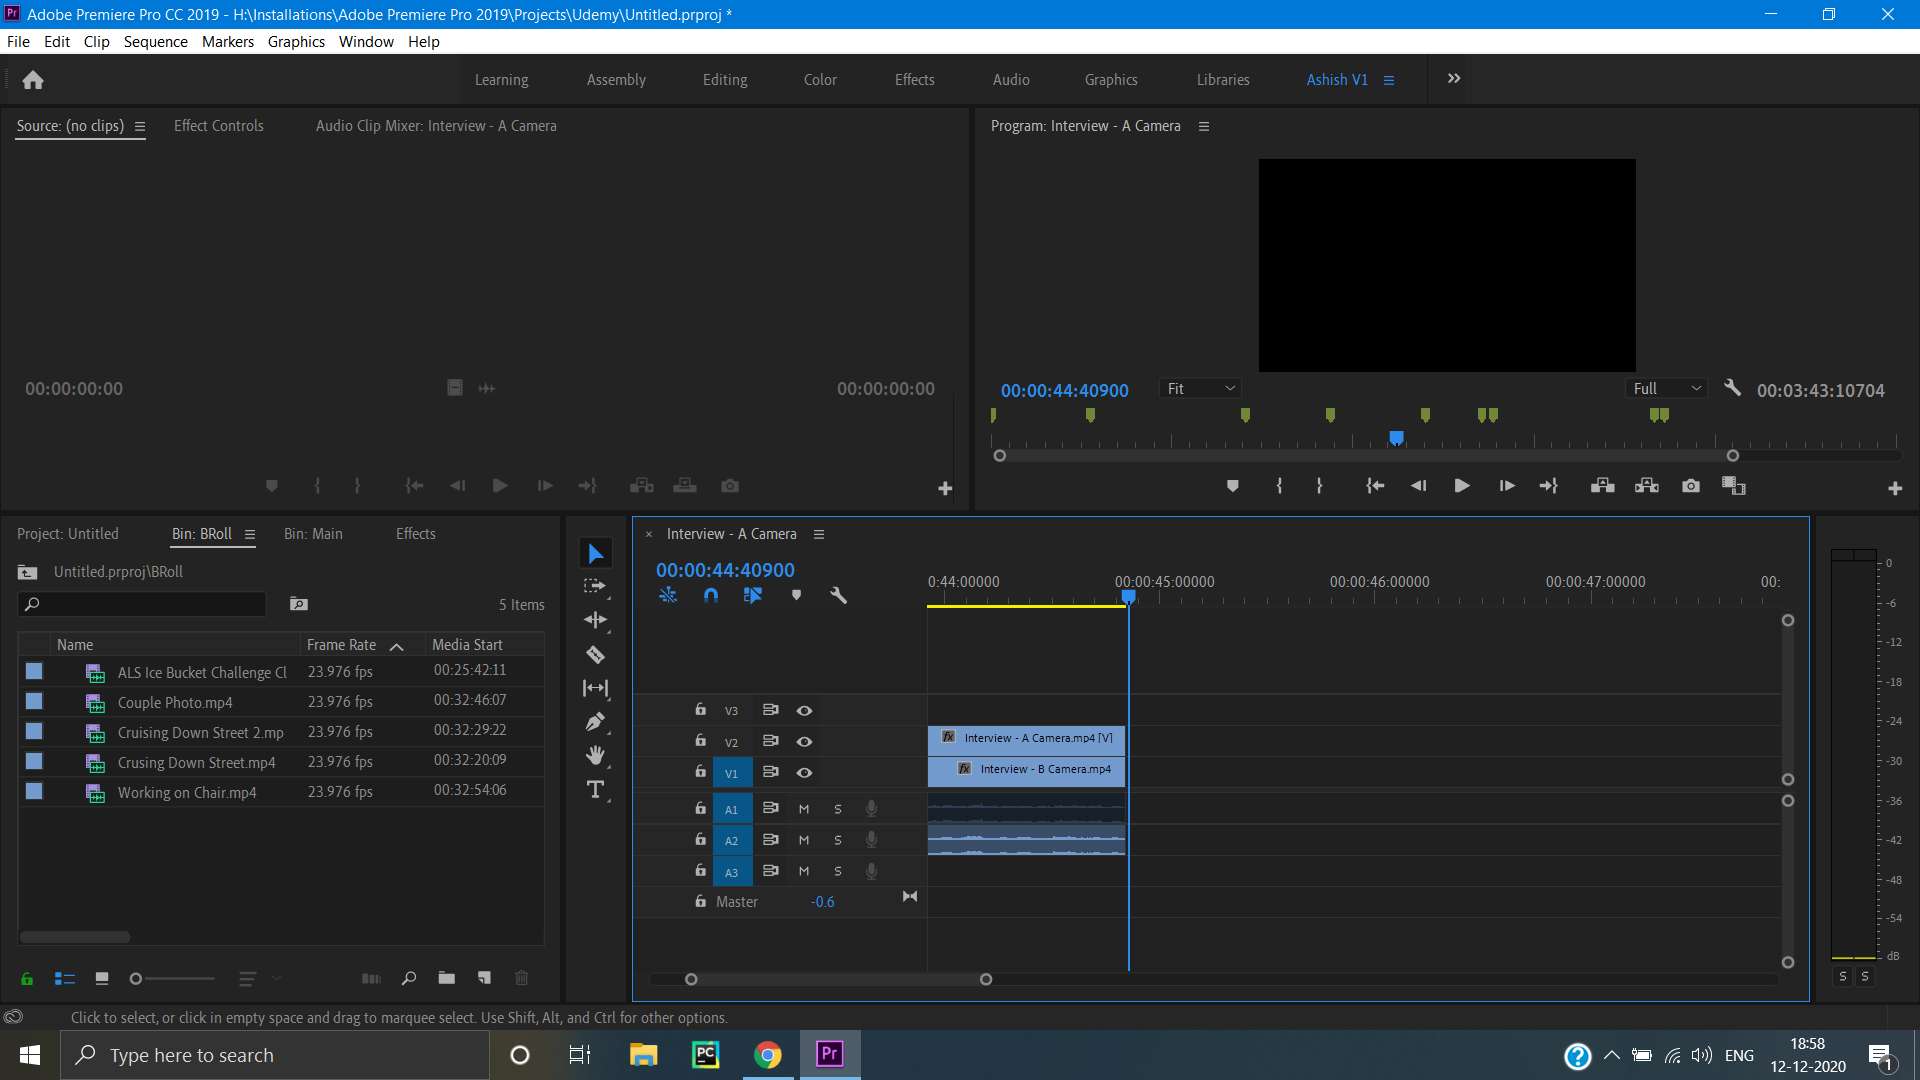 Pr Adobe Premiere Pro CC 2019 - H:\Installations\Adobe Premiere Pro 2019\Projects\Udemy\Untitled.prproj *
File Edit Clip Sequence Markers Graphics Window Help
Learning Assembly Editing Color Effects Audio Graphics Libraries Ashish V1
Source: (no clips) Effect Controls Audio Clip Mixer: Interview - A Camera
Program: Interview - A Camera
00:00:00:00 00:00:00:00
00:00:44:40900 Fit Full 00:03:43:10704
Project: Untitled Bin: BRoll Bin: Main Effects
Untitled.prproj\BRoll
5 Items
Name Frame Rate Media Start
ALS Ice Bucket Challenge Cl 23.976 fps 00:25:42:11
Couple Photo.mp4 23.976 fps 00:32:46:07
Cruising Down Street 2.mp 23.976 fps 00:32:29:22
Crusing Down Street.mp4 23.976 fps 00:32:20:09
Working on Chair.mp4 23.976 fps 00:32:54:06
T
× Interview - A Camera
00:00:44:40900
0:44:00000 00:00:45:00000 00:00:46:00000 00:00:47:00000 00:
V3
V2 fx Interview - A Camera.mp4 [V]
V1 fx Interview - B Camera.mp4
A1 M S
A2 M S
A3 M S
Master -0.6
0
-6
-12
-18
-24
-30
-36
-42
-48
-54
dB
S S
Click to select, or click in empty space and drag to marquee select. Use Shift, Alt, and Ctrl for other options.
Type here to search
PC
Pr
?
ENG
18:58
12-12-2020
1